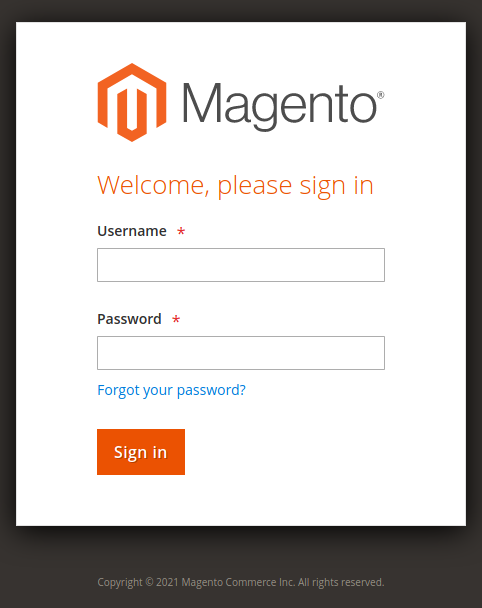 Magento®
Welcome, please sign in
Username *
Password *
Forgot your password?
Sign in
Copyright © 2021 Magento Commerce Inc. All rights reserved.